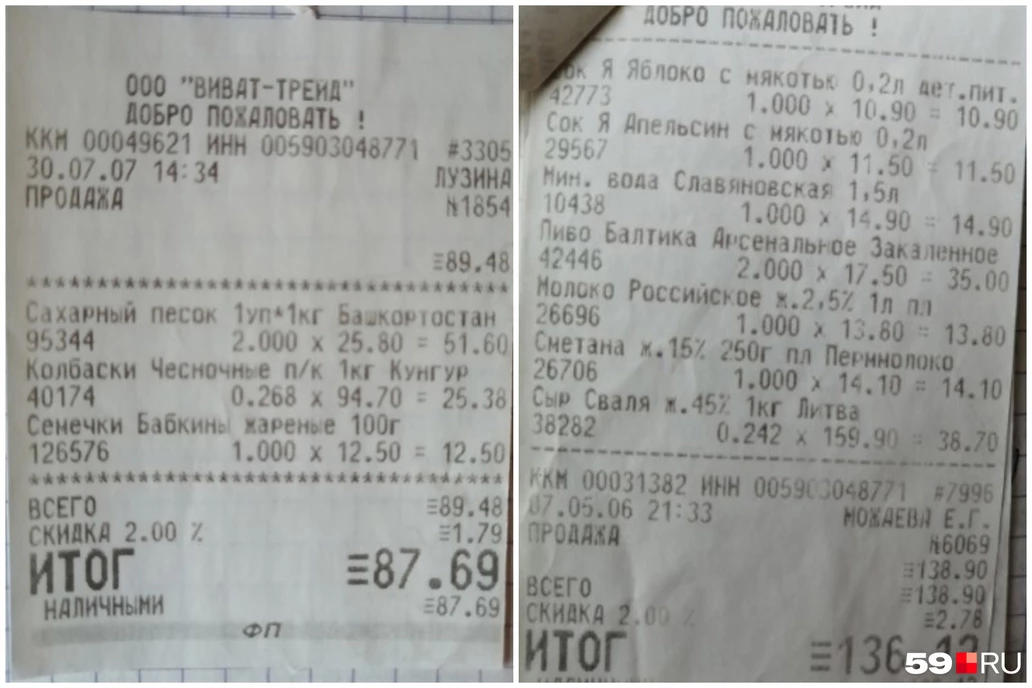 ООО "ВИВАТ-ТРЕЙД"
ДОБРО ПОЖАЛОВАТЬ !
ККМ 00049621 ИНН 005903048771 #3305
30.07.07 14:34 ЛУЗИНА
ПРОДАЖА №1854
≡89.48
Сахарный песок 1уп*1кг Башкортостан
95344 2.000 x 25.80 = 51.60
Колбаски Чесночные п/к 1кг Кунгур
40174 0.268 x 94.70 = 25.38
Семечки Бабкины жареные 100г
126576 1.000 x 12.50 = 12.50
ВСЕГО ≡89.48
СКИДКА 2.00 % ≡1.79
ИТОГ ≡87.69
НАЛИЧНЫМИ ≡87.69
ФП
ДОБРО ПОЖАЛОВАТЬ !
Я Яблоко с мякотью 0,2л дет.пит.
42773 1.000 x 10.90 = 10.90
Сок Я Апельсин с мякотью 0,2л
29567 1.000 x 11.50 = 11.50
Мин. вода Славяновская 1,5л
10438 1.000 x 14.90 = 14.90
Пиво Балтика Арсенальное Закаленное
42446 2.000 x 17.50 = 35.00
Молоко Российское ж.2,5% 1л пл
26696 1.000 x 13.80 = 13.80
Сметана ж.15% 250г пл Пермнолоко
26706 1.000 x 14.10 = 14.10
Сыр Сваля ж.45% 1кг Литва
38282 0.242 x 159.90 = 38.70
ККМ 00031382 ИНН 005903048771 #7996
07.05.06 21:33 МОЖАЕВА Е.Г.
ПРОДАЖА №6069
≡138.90
ВСЕГО ≡138.90
СКИДКА 2.00 % ≡2.78
ИТОГ
59.RU